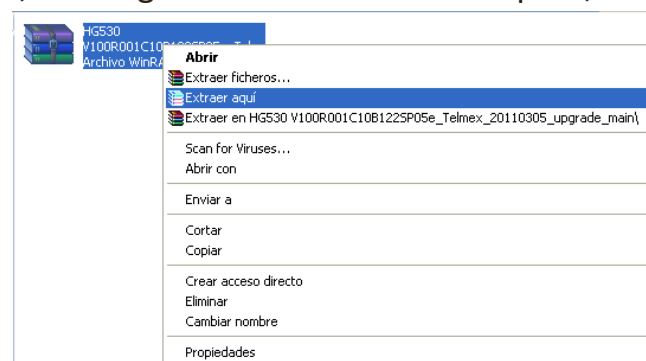 HG530
V100R001C10
Archivo WinRA
Abrir
Extraer ficheros...
Extraer aquí
Extraer en HG530 V100R001C10B122SP05e_Telmex_20110305_upgrade_main\
Scan for Viruses...
Abrir con
Enviar a
Cortar
Copiar
Crear acceso directo
Eliminar
Cambiar nombre
Propiedades